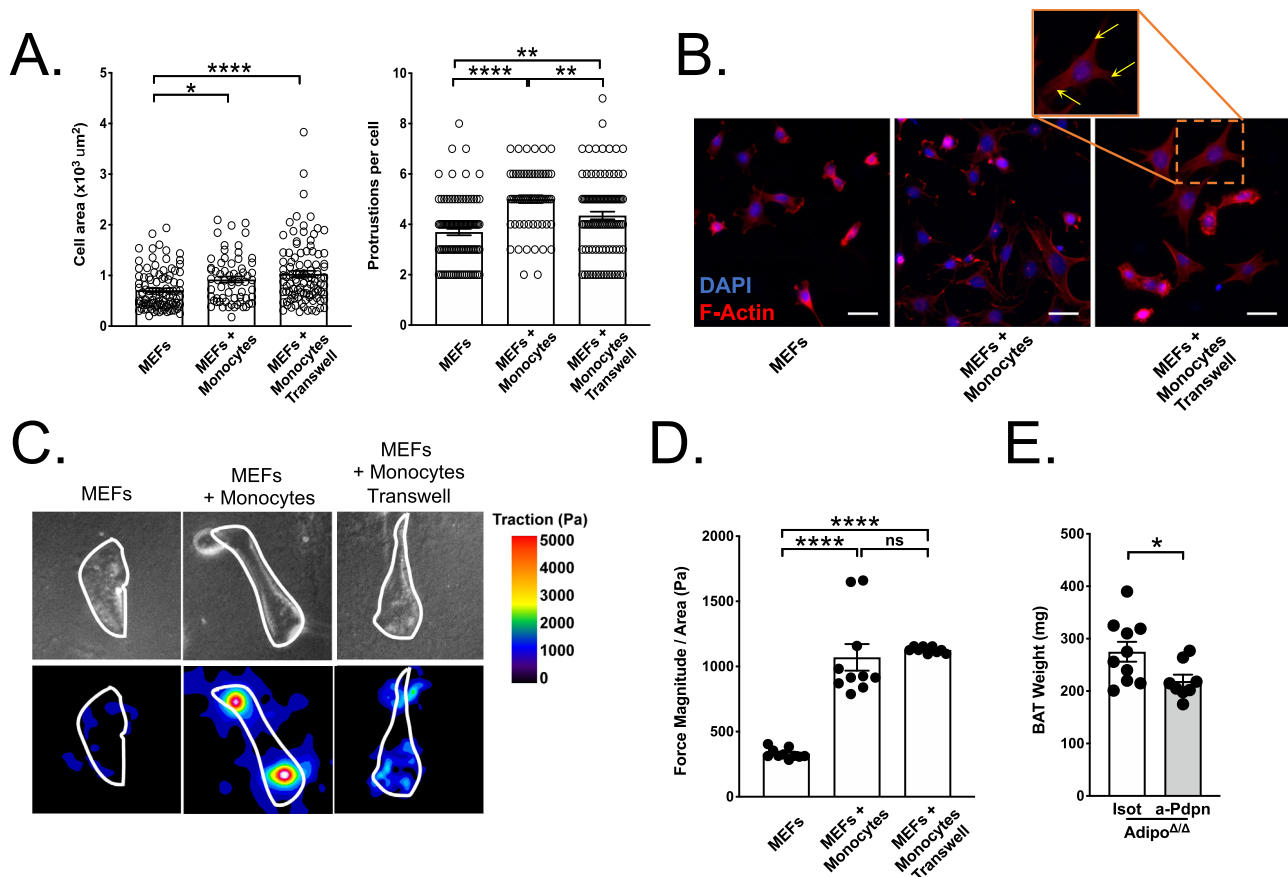 A.
Cell area (x10³ um²)
5
4
3
2
1
0
****
*
MEFs
MEFs +
Monocytes
MEFs +
Monocytes
Transwell
Protrustions per cell
10
8
6
4
2
0
**
****
**
MEFs
MEFs +
Monocytes
MEFs +
Monocytes
Transwell
B.
DAPI
F-Actin
MEFs
MEFs +
Monocytes
MEFs +
Monocytes
Transwell
C.
MEFs
MEFs
+ Monocytes
MEFs
+ Monocytes
Transwell
Traction (Pa)
5000
4000
3000
2000
1000
0
D.
Force Magnitude / Area (Pa)
2000
1500
1000
500
0
****
****
ns
MEFs
MEFs +
Monocytes
MEFs +
Monocytes
Transwell
E.
BAT Weight (mg)
500
400
300
200
100
0
*
Isot a-Pdpn
Adipo^Δ/Δ